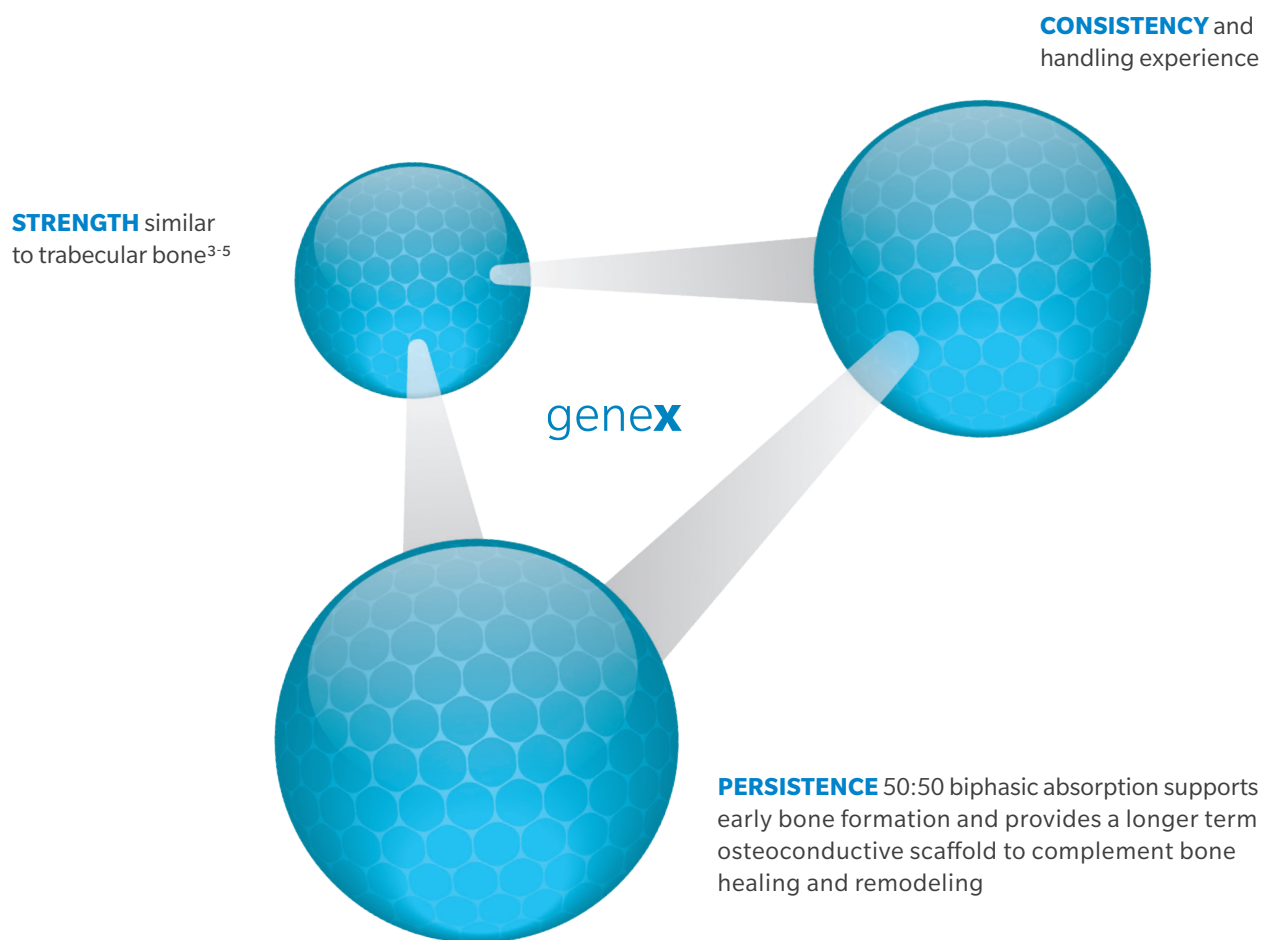 CONSISTENCY and
handling experience
STRENGTH similar
to trabecular bone³⁻⁵
genex
PERSISTENCE 50:50 biphasic absorption supports
early bone formation and provides a longer term
osteoconductive scaffold to complement bone
healing and remodeling